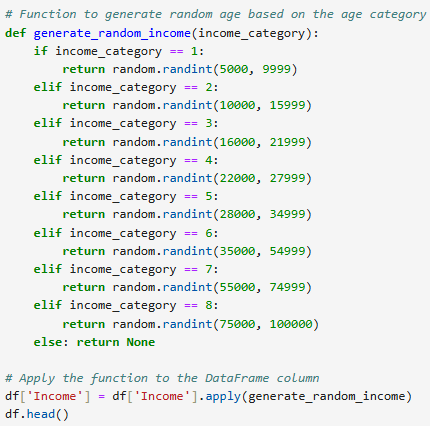 # Function to generate random age based on the age category
def generate_random_income(income_category):
    if income_category == 1:
        return random.randint(5000, 9999)
    elif income_category == 2:
        return random.randint(10000, 15999)
    elif income_category == 3:
        return random.randint(16000, 21999)
    elif income_category == 4:
        return random.randint(22000, 27999)
    elif income_category == 5:
        return random.randint(28000, 34999)
    elif income_category == 6:
        return random.randint(35000, 54999)
    elif income_category == 7:
        return random.randint(55000, 74999)
    elif income_category == 8:
        return random.randint(75000, 100000)
    else: return None
# Apply the function to the DataFrame column
df['Income'] = df['Income'].apply(generate_random_income)
df.head()